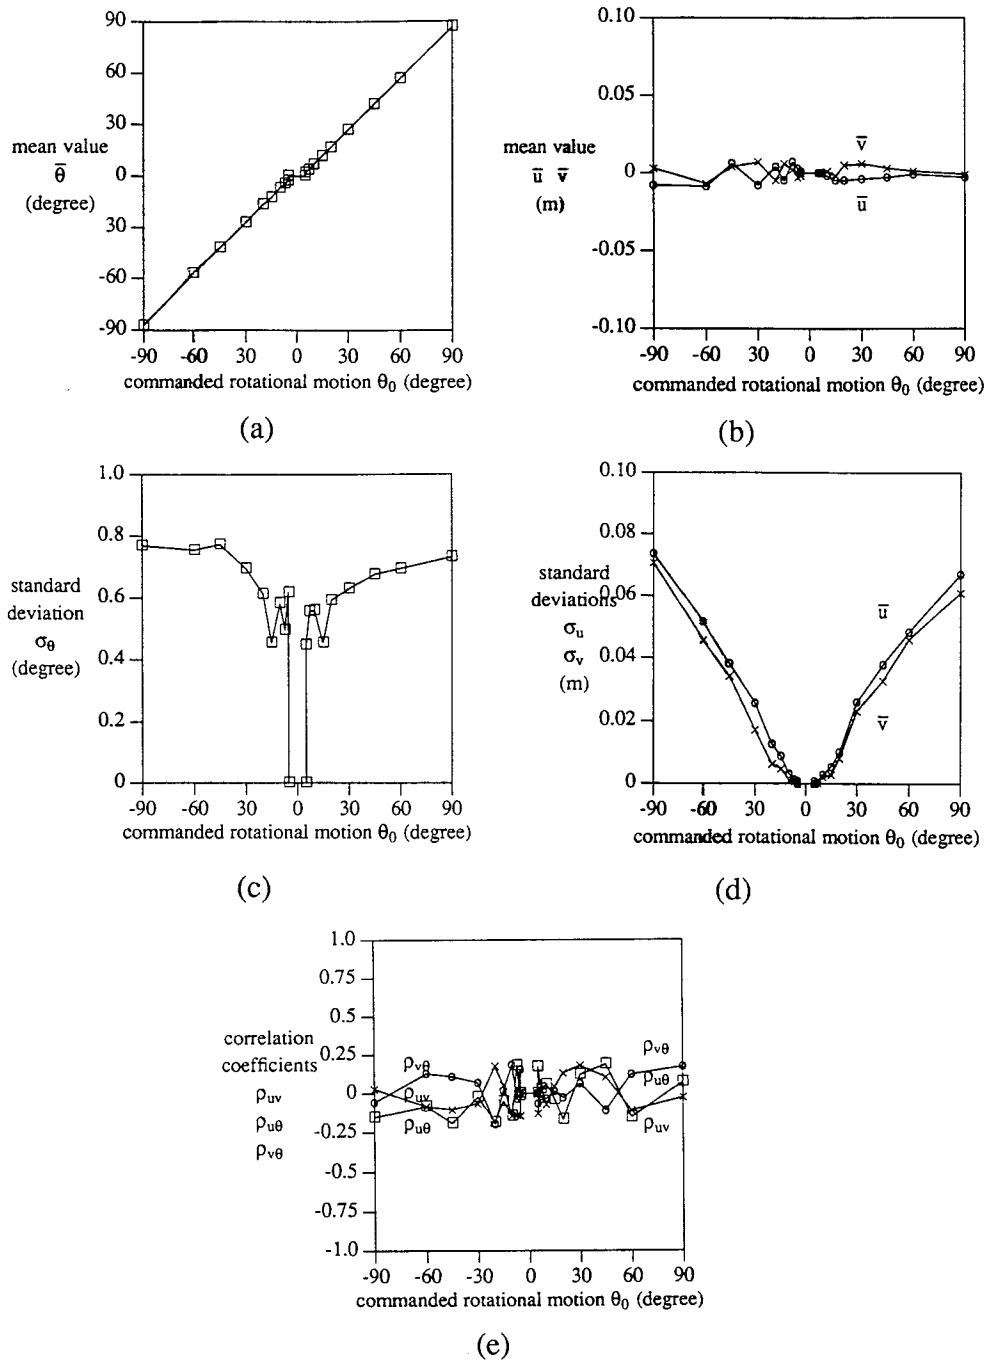 90
60
30
mean value
θ̅
(degree)
0
30
-60
-90
-90 -60 30 0 30 60 90
commanded rotational motion θ₀ (degree)
(a)
0.10
0.05
mean value
u̅ v̅
(m)
0
-0.05
-0.10
v̅
u̅
-90 -60 -30 0 30 60 90
commanded rotational motion θ₀ (degree)
(b)
1.0
0.8
standard
deviation
σθ
(degree)
0.6
0.4
0.2
0
-90 -60 -30 0 30 60 90
commanded rotational motion θ₀ (degree)
(c)
0.10
0.08
standard
deviations
σu
σv
(m)
0.06
0.04
0.02
0
u̅
v̅
-90 -60 -30 0 30 60 90
commanded rotational motion θ₀ (degree)
(d)
1.0
0.75
0.5
0.25
0
-0.25
-0.5
-0.75
-1.0
correlation
coefficients
ρuv
ρuθ
ρvθ
ρvθ
ρuv
ρuθ
ρvθ
ρuθ
ρuv
-90 -60 -30 0 30 60 90
commanded rotational motion θ₀ (degree)
(e)